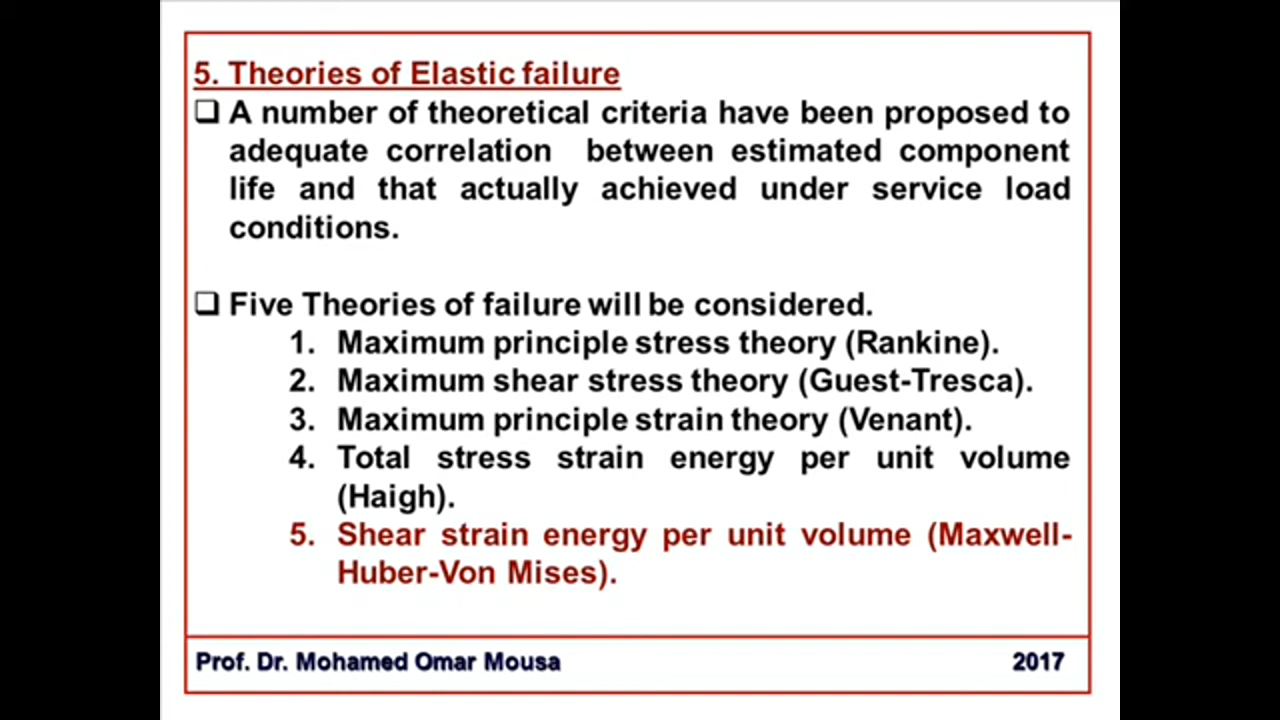 5. Theories of Elastic failure
❑ A number of theoretical criteria have been proposed to
adequate correlation between estimated component
life and that actually achieved under service load
conditions.
❑ Five Theories of failure will be considered.
1. Maximum principle stress theory (Rankine).
2. Maximum shear stress theory (Guest-Tresca).
3. Maximum principle strain theory (Venant).
4. Total stress strain energy per unit volume
(Haigh).
5. Shear strain energy per unit volume (Maxwell-
Huber-Von Mises).
Prof. Dr. Mohamed Omar Mousa 2017